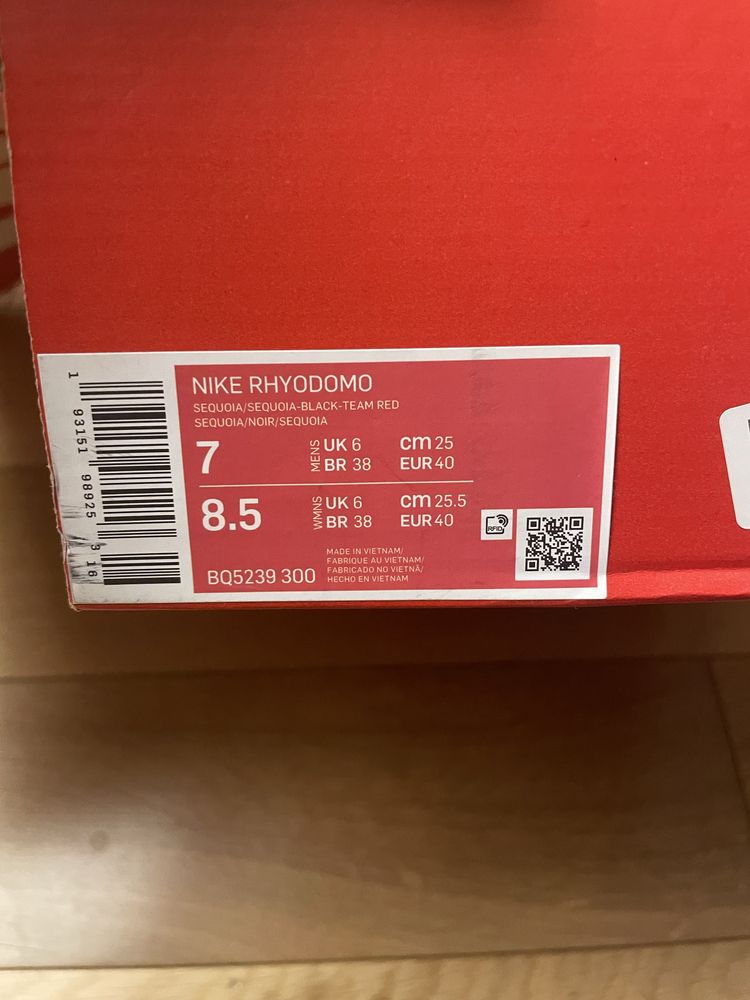 NIKE RHYODOMO
SEQUOIA/SEQUOIA-BLACK-TEAM RED
SEQUOIA/NOIR/SEQUOIA
7 MENS UK 6 cm 25
BR 38 EUR 40
8.5 WMNS UK 6 cm 25.5
BR 38 EUR 40
RFID
BQ5239 300
MADE IN VIETNAM/
FABRIQUE AU VIETNAM/
FABRICADO NO VIETNÃ/
HECHO EN VIETNAM
1 93151 98925 3 16